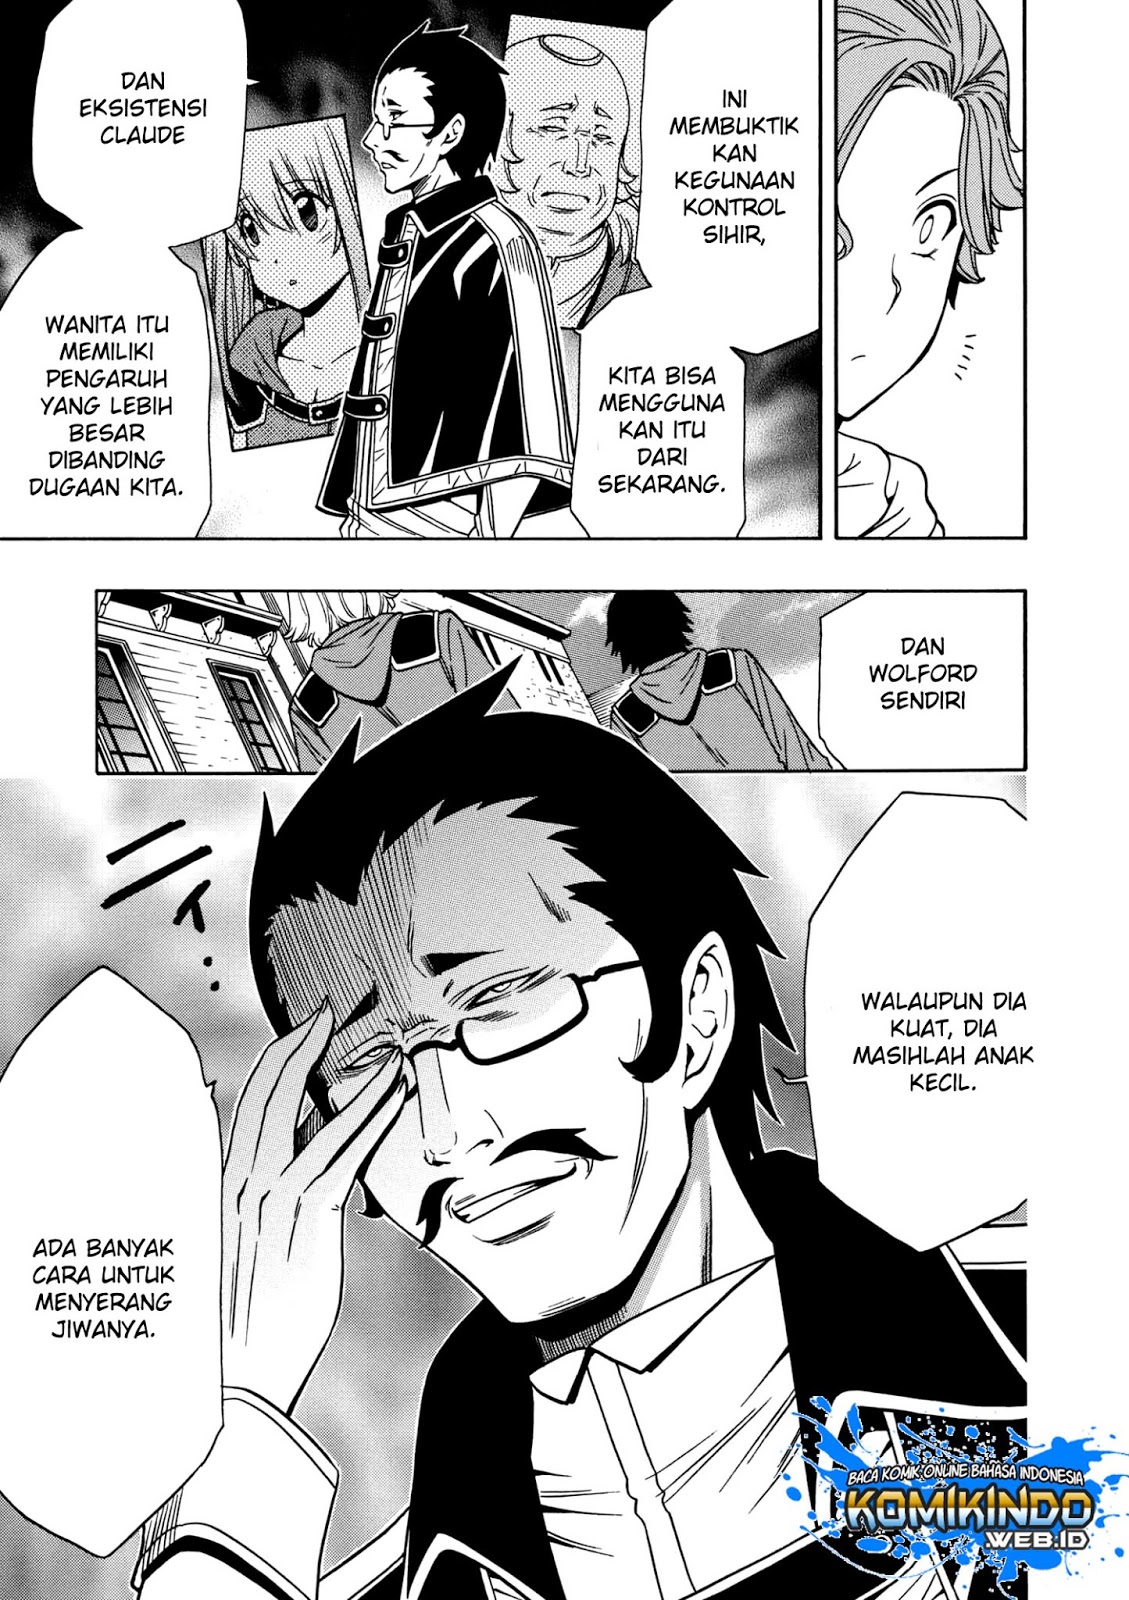 INI
MEMBUKTIK
KAN
KEGUNAAN
KONTROL
SIHIR,
KITA BISA
MENGGUNA
KAN ITU
DARI
SEKARANG.
DAN
EKSISTENSI
CLAUDE
WANITA ITU
MEMILIKI
PENGARUH
YANG LEBIH
BESAR
DIBANDING
DUGAAN KITA.
DAN
WOLFORD
SENDIRI
WALAUPUN DIA
KUAT, DIA
MASIHLAH ANAK
KECIL.
ニィ..
ADA BANYAK
CARA UNTUK
MENYERANG
JIWANYA.
BACA KOMIK ONLINE BAHASA INDONESIA
KOMIKINDO
WEB.ID